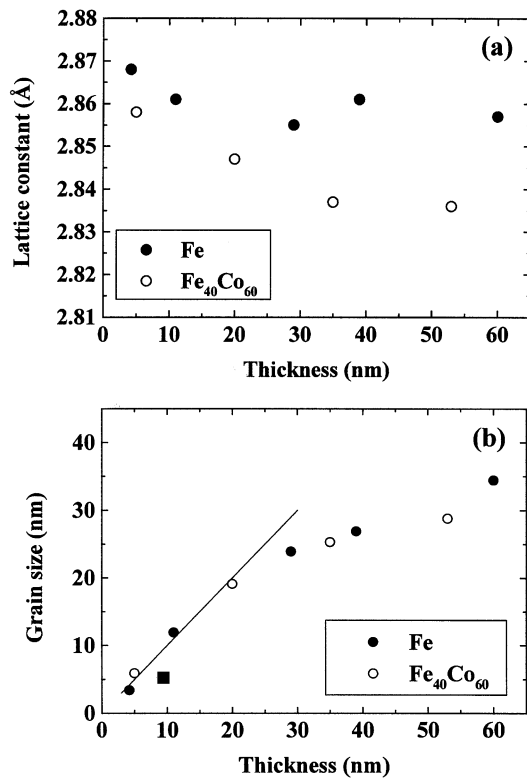 2.88
(a)
2.87
2.86
2.85
2.84
2.83
2.82
2.81
Lattice constant (Å)
Fe
Fe40Co60
0 10 20 30 40 50 60
Thickness (nm)
(b)
40
30
20
10
0
Grain size (nm)
Fe
Fe40Co60
0 10 20 30 40 50 60
Thickness (nm)